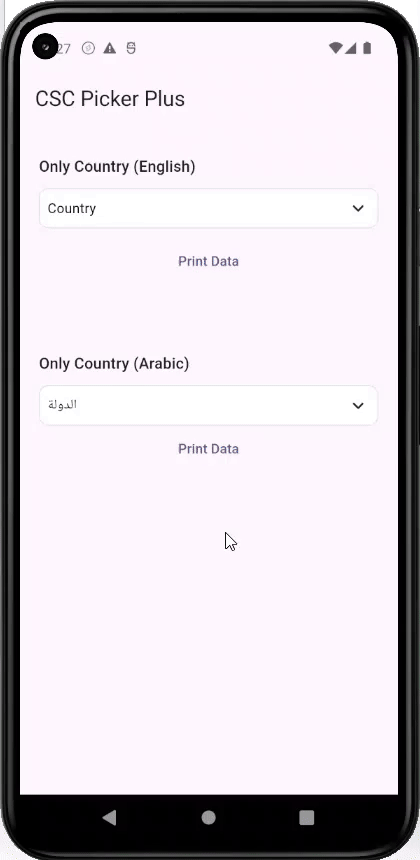 27
CSC Picker Plus
Only Country (English)
Country
Print Data
Only Country (Arabic)
الدولة
Print Data